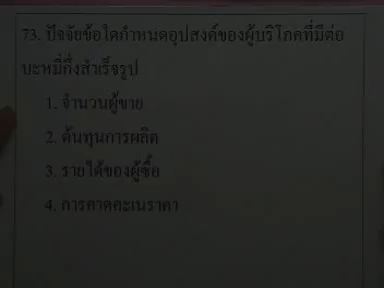 73. ปัจจัยข้อใดกำหนดอุปสงค์ของผู้บริโภคที่มีต่อ
บะหมี่กึ่งสำเร็จรูป
1. จำนวนผู้ขาย
2. ต้นทุนการผลิต
3. รายได้ของผู้ซื้อ
4. การคาดคะเนราคา